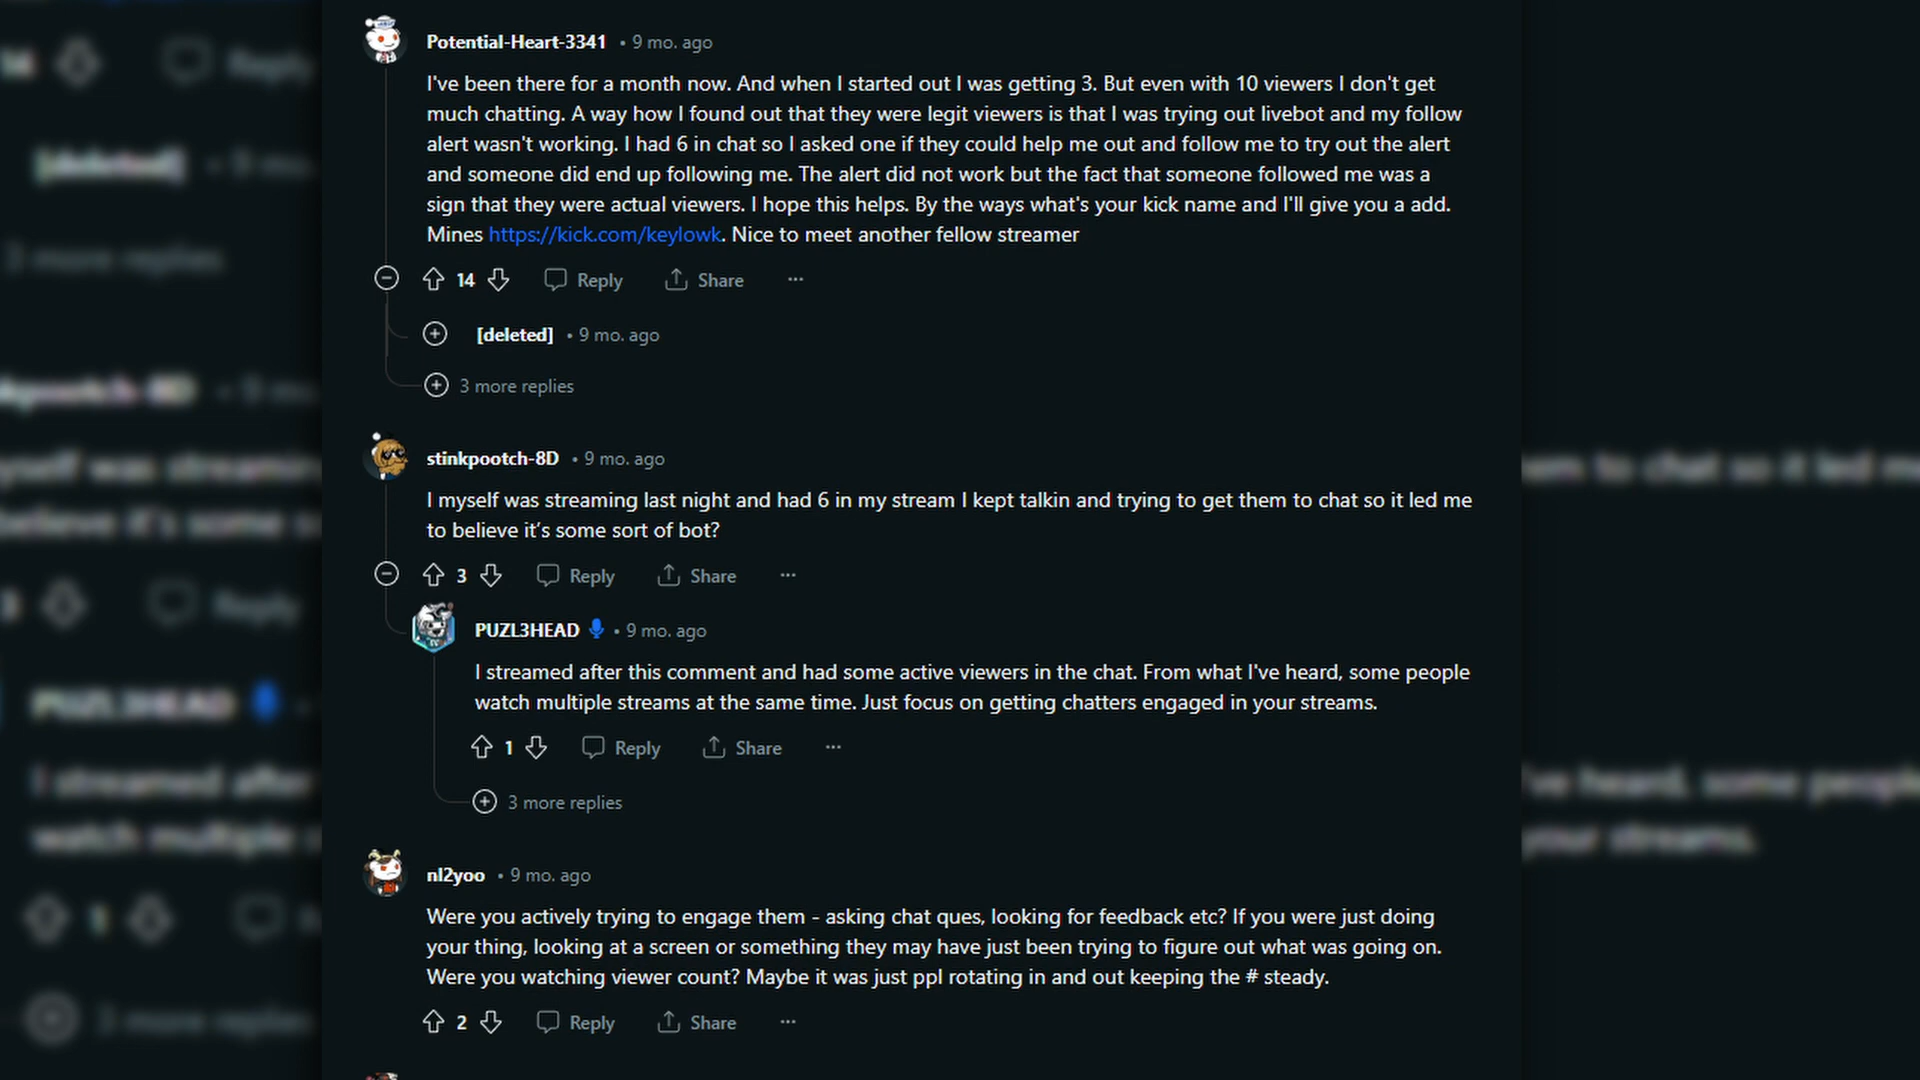 Potential-Heart-3341 • 9 mo. ago
I've been there for a month now. And when I started out I was getting 3. But even with 10 viewers I don't get
much chatting. A way how I found out that they were legit viewers is that I was trying out livebot and my follow
alert wasn't working. I had 6 in chat so I asked one if they could help me out and follow me to try out the alert
and someone did end up following me. The alert did not work but the fact that someone followed me was a
sign that they were actual viewers. I hope this helps. By the ways what's your kick name and I'll give you a add.
Mines https://kick.com/keylowk. Nice to meet another fellow streamer
14 Reply Share ...
[deleted] • 9 mo. ago
3 more replies
stinkpootch-8D • 9 mo. ago
I myself was streaming last night and had 6 in my stream I kept talkin and trying to get them to chat so it led me
to believe it’s some sort of bot?
3 Reply Share ...
PUZL3HEAD • 9 mo. ago
I streamed after this comment and had some active viewers in the chat. From what I've heard, some people
watch multiple streams at the same time. Just focus on getting chatters engaged in your streams.
1 Reply Share ...
3 more replies
nl2yoo • 9 mo. ago
Were you actively trying to engage them - asking chat ques, looking for feedback etc? If you were just doing
your thing, looking at a screen or something they may have just been trying to figure out what was going on.
Were you watching viewer count? Maybe it was just ppl rotating in and out keeping the # steady.
2 Reply Share ...